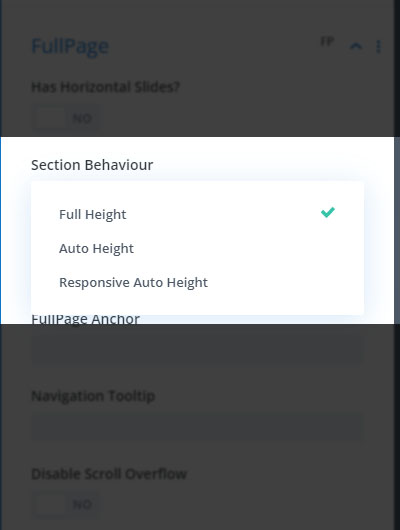 FullPage
FP
Has Horizontal Slides?
NO
Section Behaviour
Full Height
Auto Height
Responsive Auto Height
FullPage Anchor
Navigation Tooltip
Disable Scroll Overflow
NO